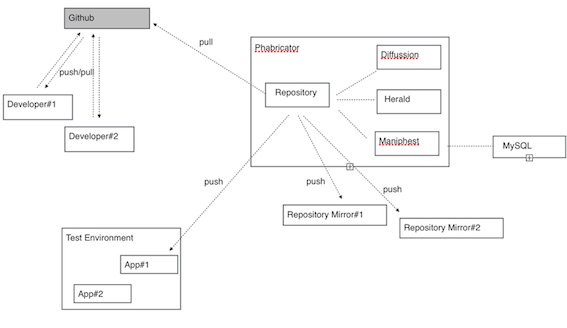 Github
pull
Phabricator
Diffussion
push/pull
Repository
Herald
Developer#1
Developer#2
Maniphest
MySQL
push
push
push
Repository Mirror#1
Repository Mirror#2
Test Environment
App#1
App#2